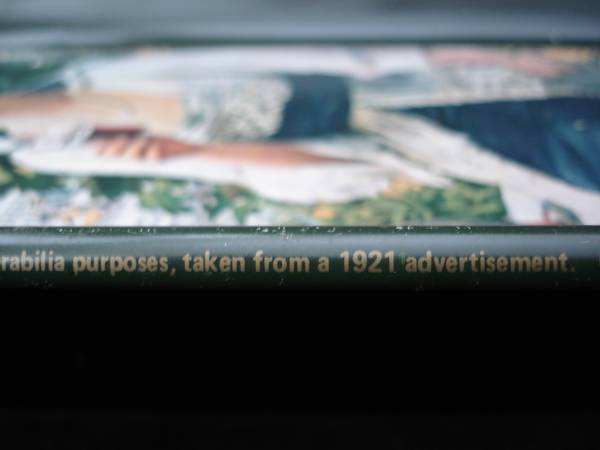 rabilia purposes, taken from a 1921 advertisement.